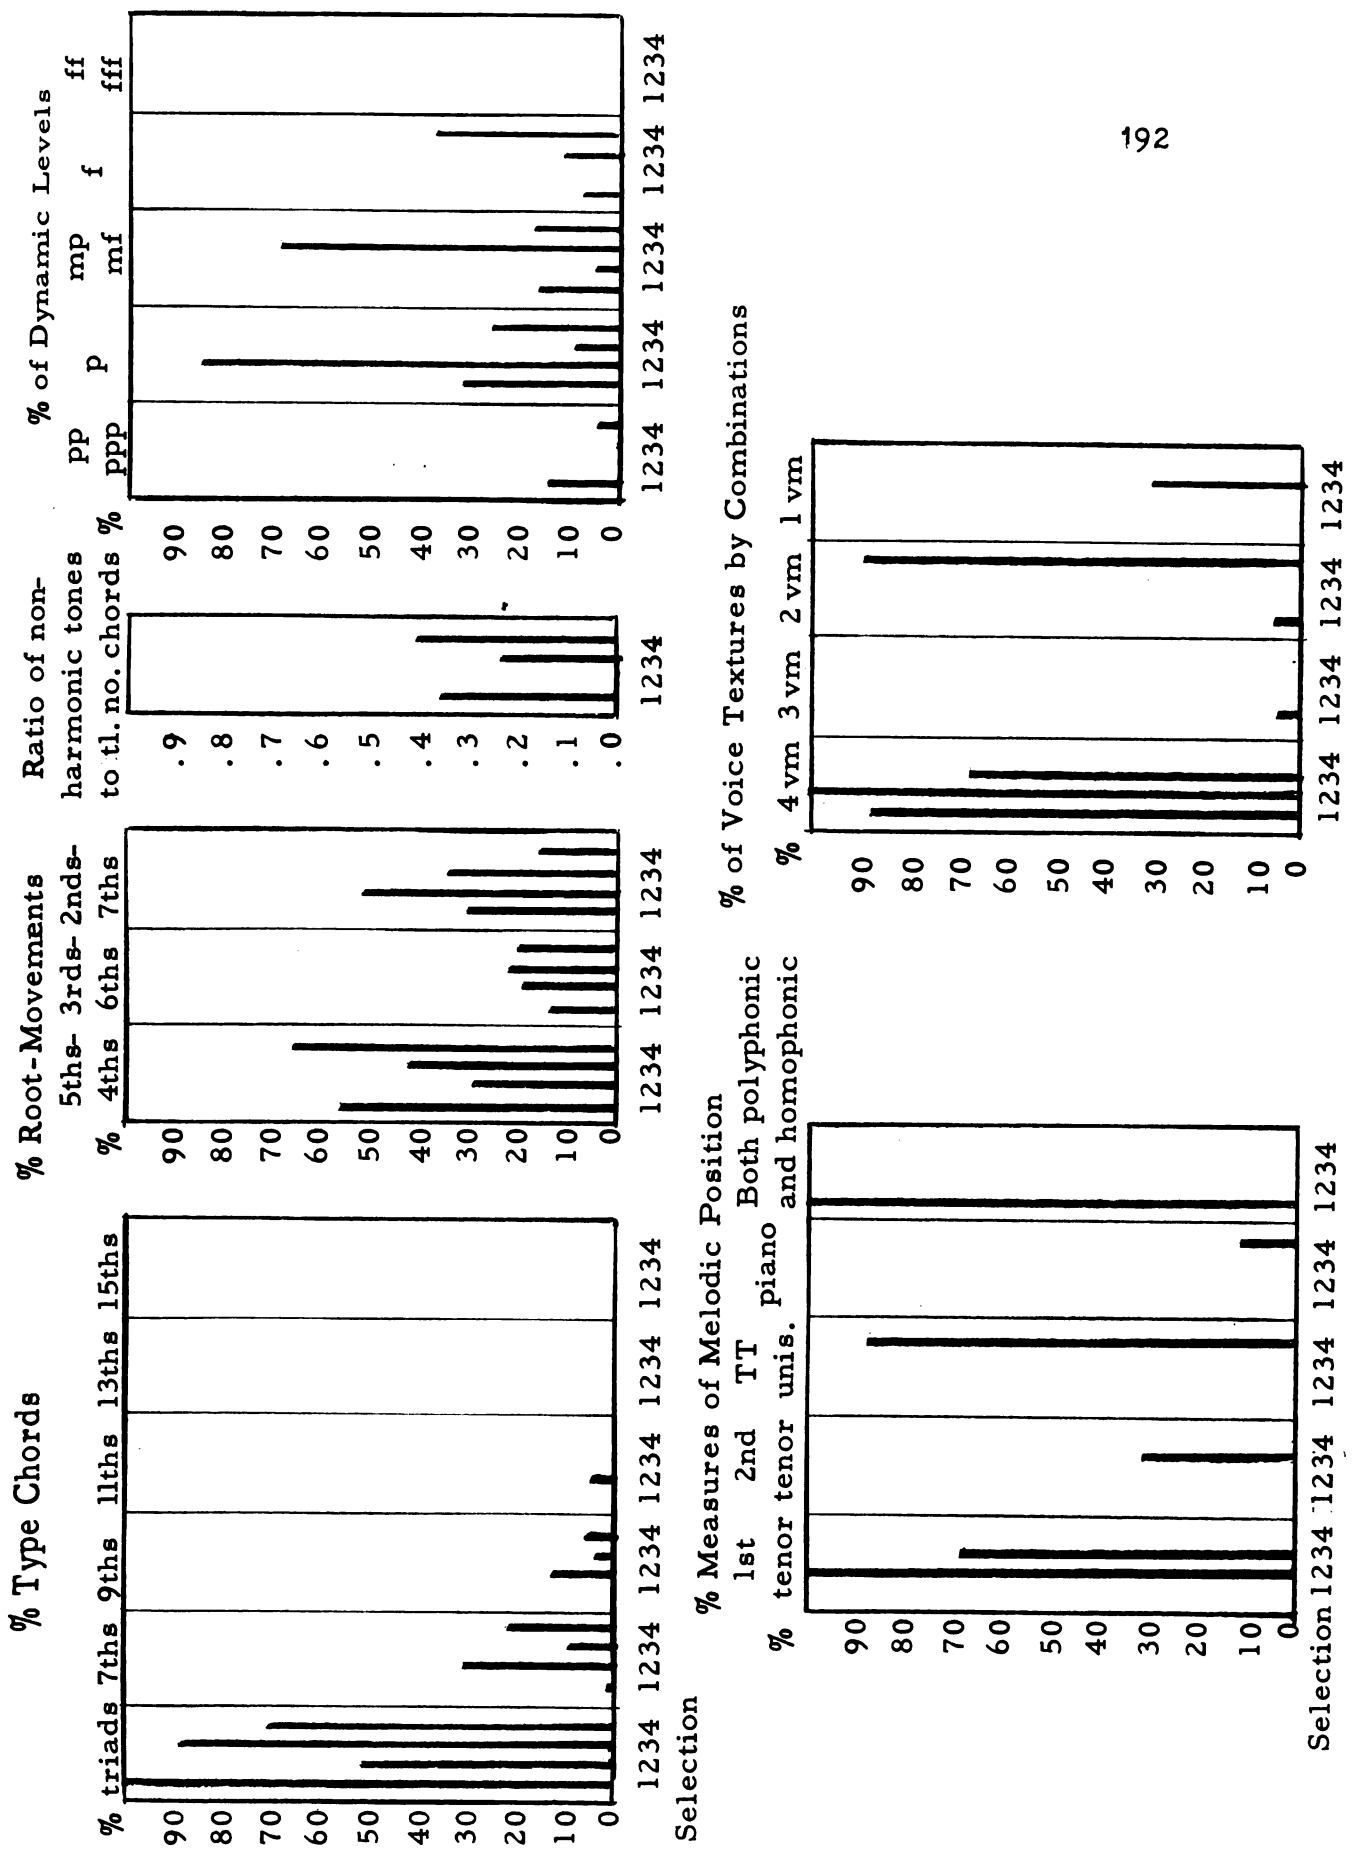 % Type Chords
% triads 7ths 9ths 11ths 13ths 15ths
90
80
70
60
50
40
30
20
10
0
1234 1234 1234 1234 1234 1234
Selection
% Root-Movements
5ths- 3rds- 2nds-
% 4ths 6ths 7ths
90
80
70
60
50
40
30
20
10
0
1234 1234 1234
Ratio of non-
harmonic tones
to tl. no. chords
.9
.8
.7
.6
.5
.4
.3
.2
.1
.0
1234
% of Dynamic Levels
pp p mp f ff
% ppp mf fff
90
80
70
60
50
40
30
20
10
0
1234 1234 1234 1234 1234
% Measures of Melodic Position
1st 2nd TT piano Both polyphonic
% tenor tenor unis. and homophonic
90
80
70
60
50
40
30
20
10
0
Selection 1234 1234 1234 1234 1234
% of Voice Textures by Combinations
% 4 vm 3 vm 2 vm 1 vm
90
80
70
60
50
40
30
20
10
0
1234 1234 1234 1234
192